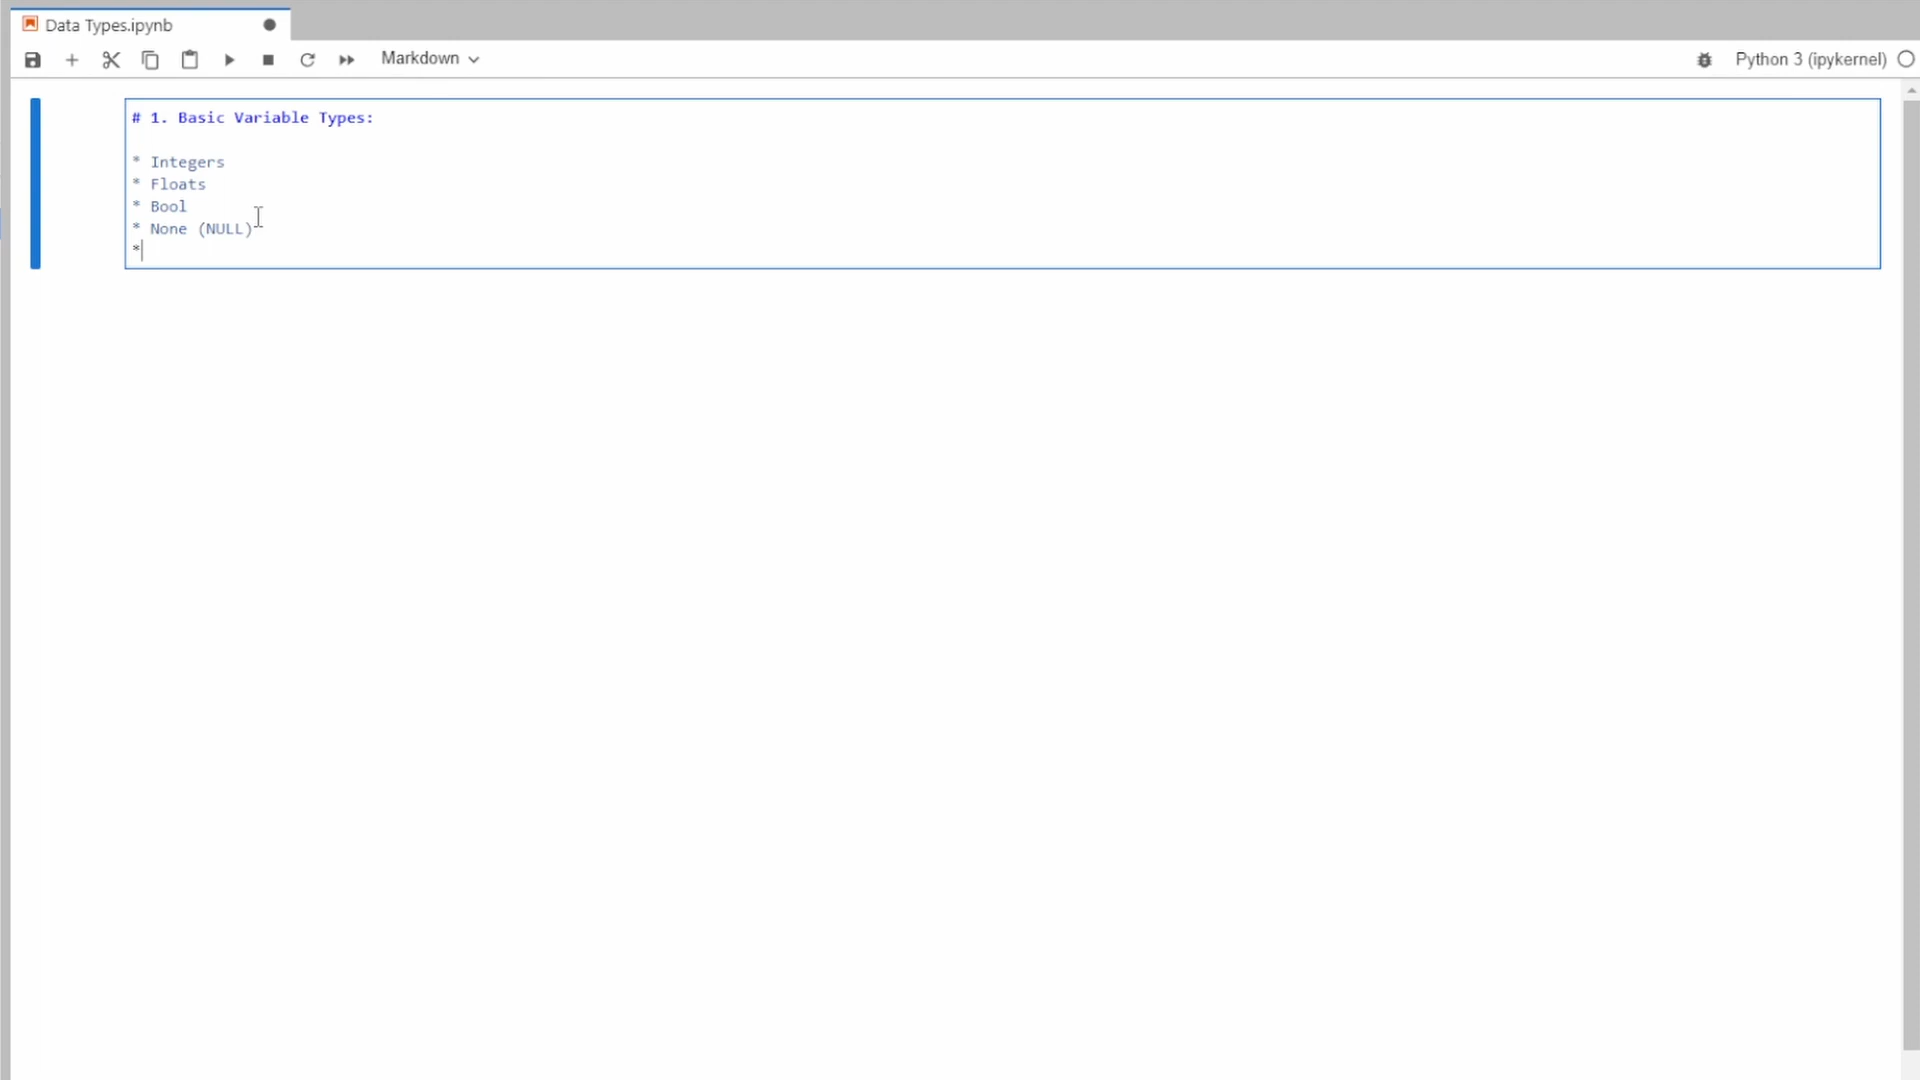 Data Types.ipynb
Markdown
Python 3 (ipykernel)
# 1. Basic Variable Types:
* Integers
* Floats
* Bool
* None (NULL)
*